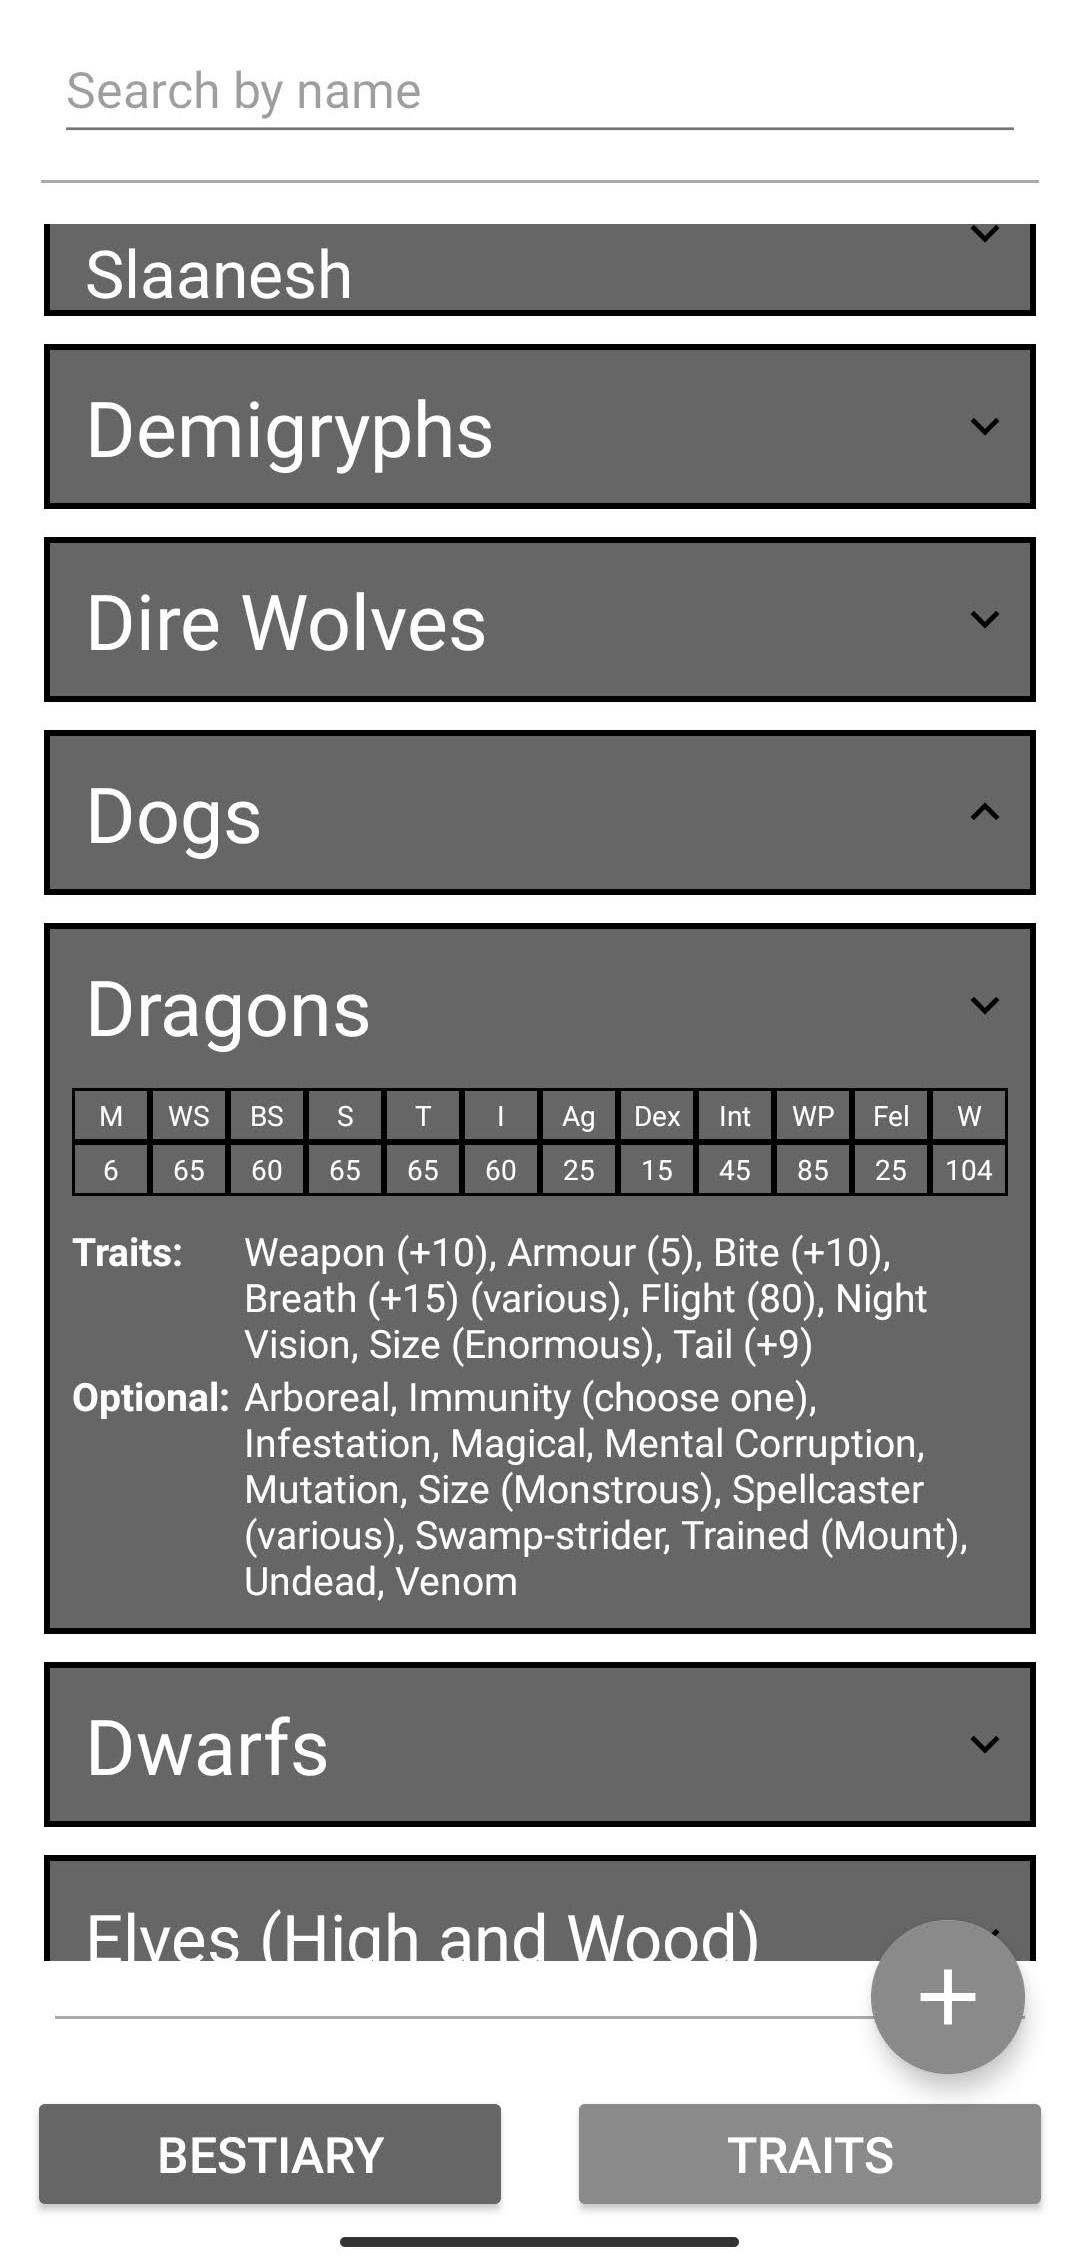 Search by name
Slaanesh
Demigryphs
Dire Wolves
Dogs
Dragons
M WS BS S T I Ag Dex Int WP Fel W
6 65 60 65 65 60 25 15 45 85 25 104
Traits: Weapon (+10), Armour (5), Bite (+10),
Breath (+15) (various), Flight (80), Night
Vision, Size (Enormous), Tail (+9)
Optional: Arboreal, Immunity (choose one),
Infestation, Magical, Mental Corruption,
Mutation, Size (Monstrous), Spellcaster
(various), Swamp-strider, Trained (Mount),
Undead, Venom
Dwarfs
Elves (High and Wood)
BESTIARY
TRAITS